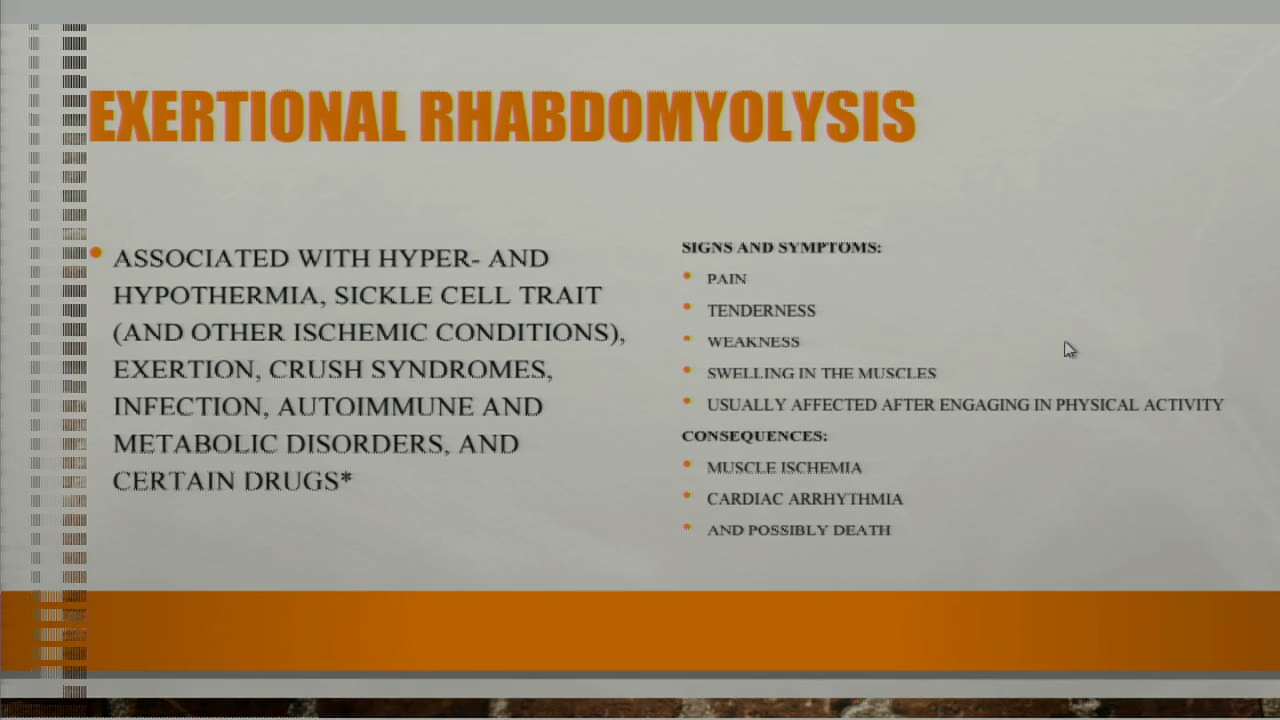 EXERTIONAL RHABDOMYOLYSIS
ASSOCIATED WITH HYPER- AND
HYPOTHERMIA, SICKLE CELL TRAIT
(AND OTHER ISCHEMIC CONDITIONS),
EXERTION, CRUSH SYNDROMES,
INFECTION, AUTOIMMUNE AND
METABOLIC DISORDERS, AND
CERTAIN DRUGS*
SIGNS AND SYMPTOMS:
PAIN
TENDERNESS
WEAKNESS
SWELLING IN THE MUSCLES
USUALLY AFFECTED AFTER ENGAGING IN PHYSICAL ACTIVITY
CONSEQUENCES:
MUSCLE ISCHEMIA
CARDIAC ARRHYTHMIA
AND POSSIBLY DEATH